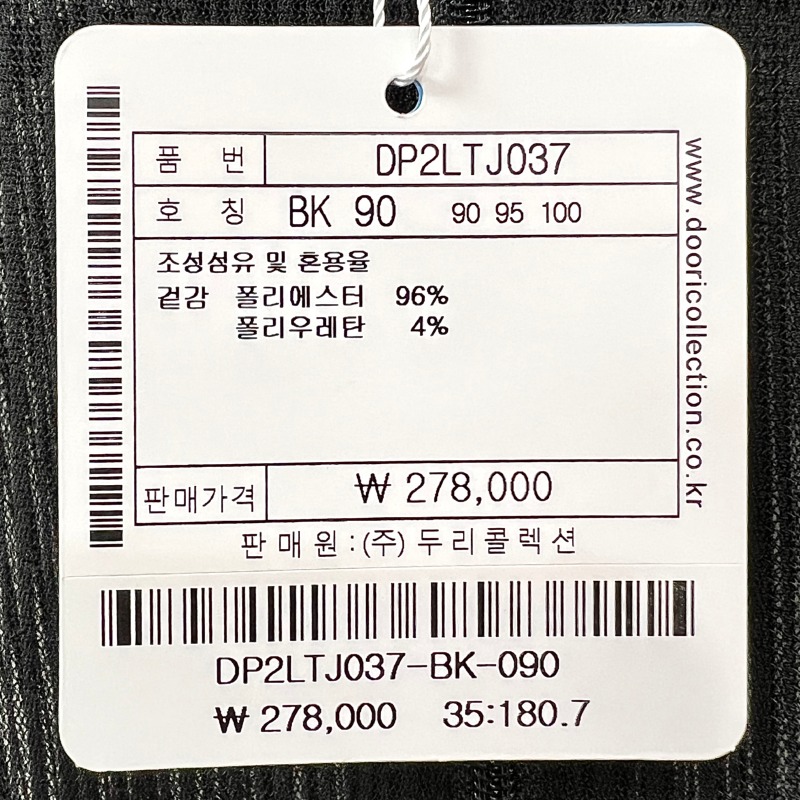 품 번 DP2LTJ037
호 칭 BK 90 90 95 100
조성섬유 및 혼용율
겉감 폴리에스터 96%
폴리우레탄 4%
판매가격 ₩ 278,000
판매원:(주)두리콜렉션
www.dooricollection.co.kr
DP2LTJ037-BK-090
₩ 278,000 35:180.7